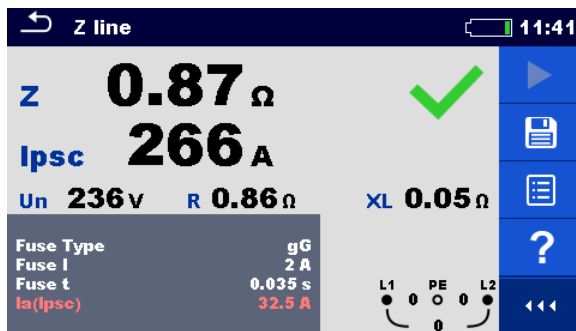 Z line 11:41
Z 0.87 Ω
Ipsc 266 A
Un 236 V R 0.86 Ω XL 0.05 Ω
Fuse Type gG
Fuse I 2 A
Fuse t 0.035 s
Ia(Ipsc) 32.5 A
L1 PE L2
0 0
0
?